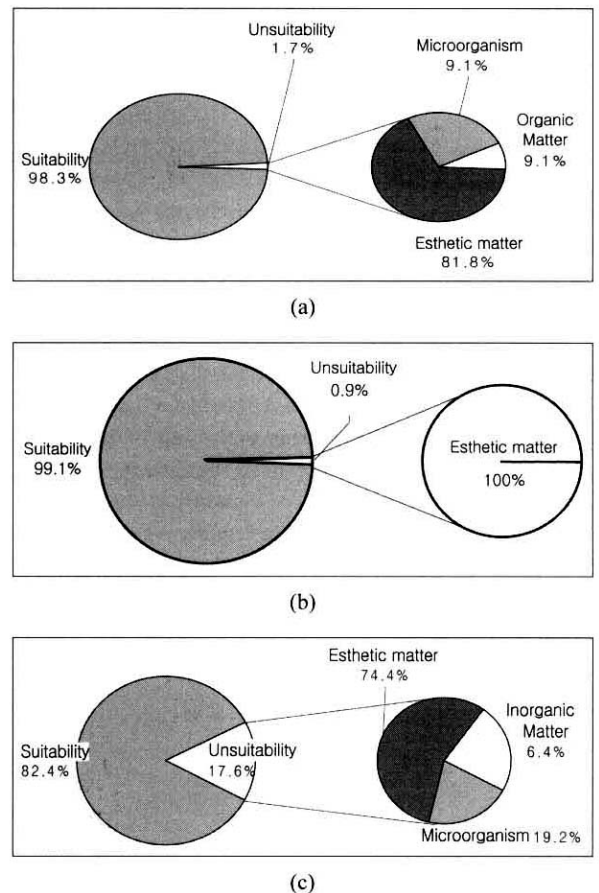 Unsuitability
1.7%
Microorganism
9.1%
Suitability
98.3%
Organic
Matter
9.1%
Esthetic matter
81.8%
(a)
Unsuitability
0.9%
Suitability
99.1%
Esthetic matter
100%
(b)
Esthetic matter
74.4%
Inorganic
Matter
6.4%
Suitability
82.4%
Unsuitability
17.6%
Microorganism 19.2%
(c)